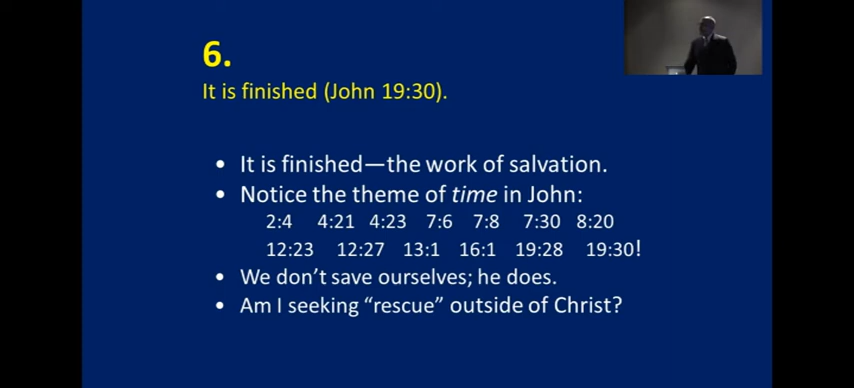 6.
It is finished (John 19:30).
• It is finished—the work of salvation.
• Notice the theme of time in John:
2:4 4:21 4:23 7:6 7:8 7:30 8:20
12:23 12:27 13:1 16:1 19:28 19:30!
• We don't save ourselves; he does.
• Am I seeking “rescue” outside of Christ?